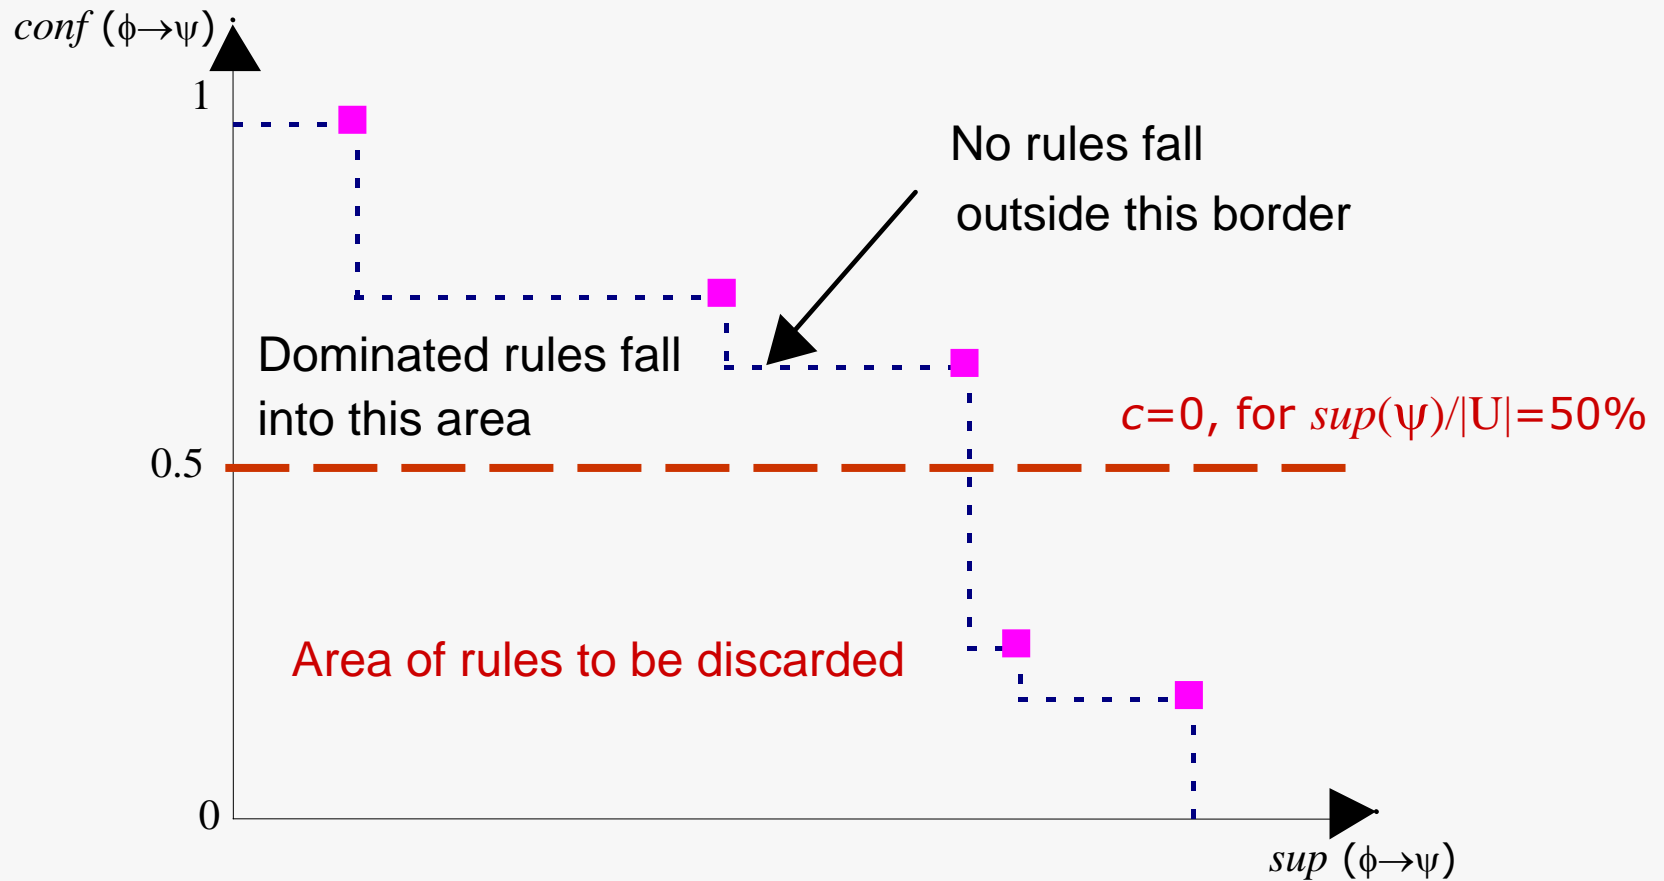 conf (ϕ→ψ)
1
No rules fall
outside this border
Dominated rules fall
into this area
c=0, for sup(ψ)/|U|=50%
0.5
Area of rules to be discarded
0
sup (ϕ→ψ)